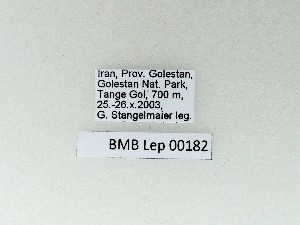 Iran, Prov. Golestan,
Golestan Nat. Park,
Tange Gol, 700 m,
25.-26.x.2003,
G. Stangelmaier leg.
BMB Lep 00182